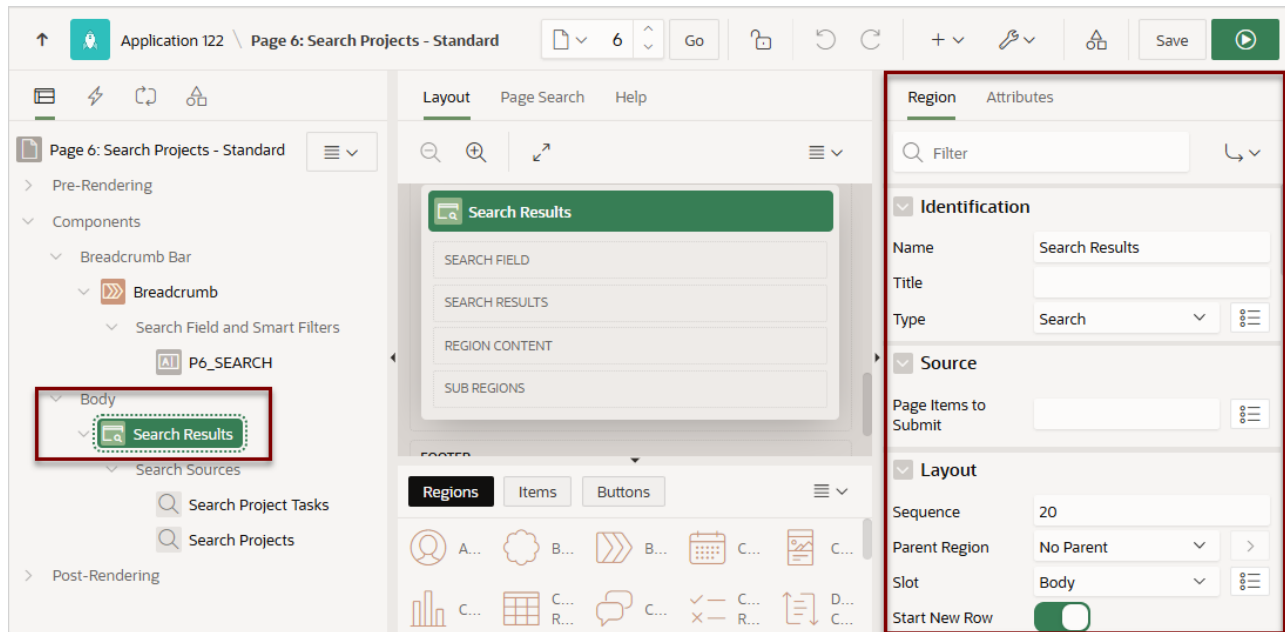 Application 122 \ Page 6: Search Projects - Standard
6
Go
Save
Page 6: Search Projects - Standard
Pre-Rendering
Components
Breadcrumb Bar
Breadcrumb
Search Field and Smart Filters
P6_SEARCH
Body
Search Results
Search Sources
Search Project Tasks
Search Projects
Post-Rendering
Layout Page Search Help
Search Results
SEARCH FIELD
SEARCH RESULTS
REGION CONTENT
SUB REGIONS
FOOTER
Regions Items Buttons
A... B... B... C... C...
C... C... R... C... C... R... D... C...
Region Attributes
Filter
Identification
Name Search Results
Title
Type Search
Source
Page Items to
Submit
Layout
Sequence 20
Parent Region No Parent
Slot Body
Start New Row